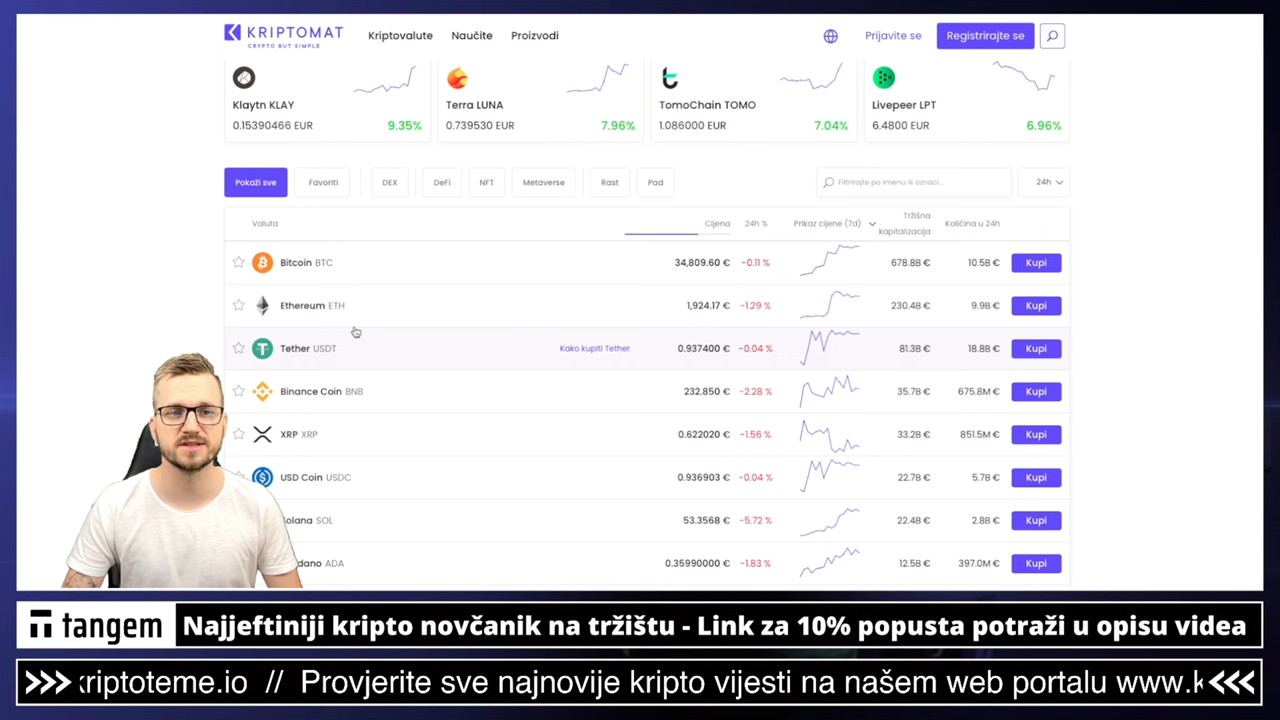 KRIPTOMAT
CRYPTO BUT SIMPLE
Kriptovalute Naučite Proizvodi
Prijavite se Registrirajte se
Klaytn KLAY
0.15390466 EUR 9.35%
Terra LUNA
0.739530 EUR 7.96%
TomoChain TOMO
1.086000 EUR 7.04%
Livepeer LPT
6.4800 EUR 6.96%
Pokaži sve Favoriti DEX DeFi NFT Metaverse Rast Pad Filtrirajte po imenu ili oznaci... 24h
Valuta Cijena 24h % Prikaz cijene (7d) Tržišna kapitalizacija Količina u 24h
Bitcoin BTC 34,809.60 € -0.11 % 678.8B € 10.5B € Kupi
Ethereum ETH 1,924.17 € -1.29 % 230.4B € 9.9B € Kupi
Tether USDT Kako kupiti Tether 0.937400 € -0.04 % 81.3B € 18.8B € Kupi
Binance Coin BNB 232.850 € -2.28 % 35.7B € 675.8M € Kupi
XRP XRP 0.622020 € -1.56 % 33.2B € 851.5M € Kupi
USD Coin USDC 0.936903 € -0.04 % 22.7B € 5.7B € Kupi
olana SOL 53.3568 € -5.72 % 22.4B € 2.8B € Kupi
dano ADA 0.35990000 € -1.83 % 12.5B € 397.0M € Kupi
tangem Najjeftiniji kripto novčanik na tržištu - Link za 10% popusta potraži u opisu videa
kriptoteme.io // Provjerite sve najnovije kripto vijesti na našem web portalu www.k